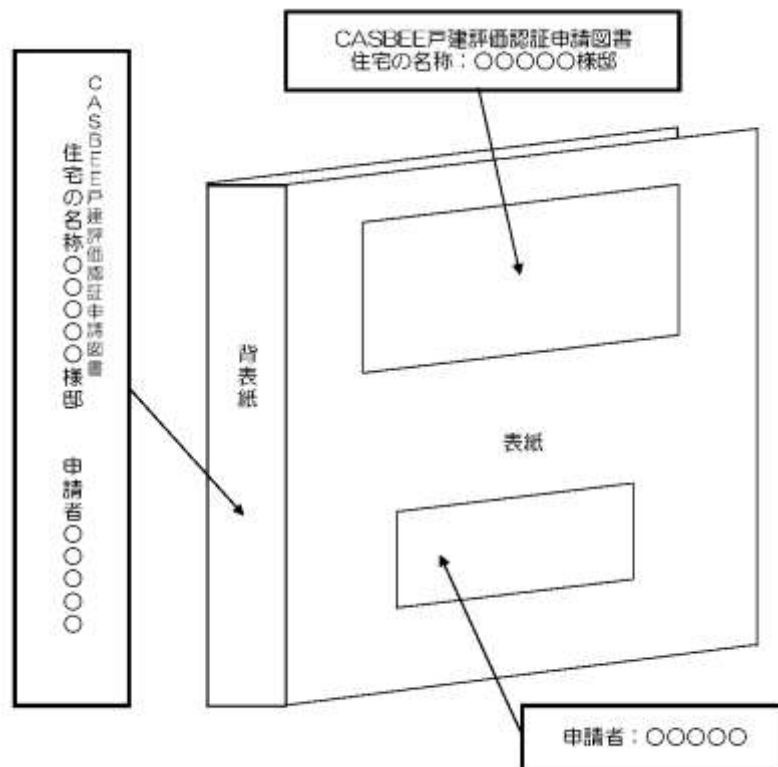 CASBEE戸建評価認証申請図書
住宅の名称：○○○○○様邸
CASBEE戸建評価認証申請図書
住宅の名称○○○○○様邸　申請者○○○○○
背表紙
表紙
申請者：○○○○○